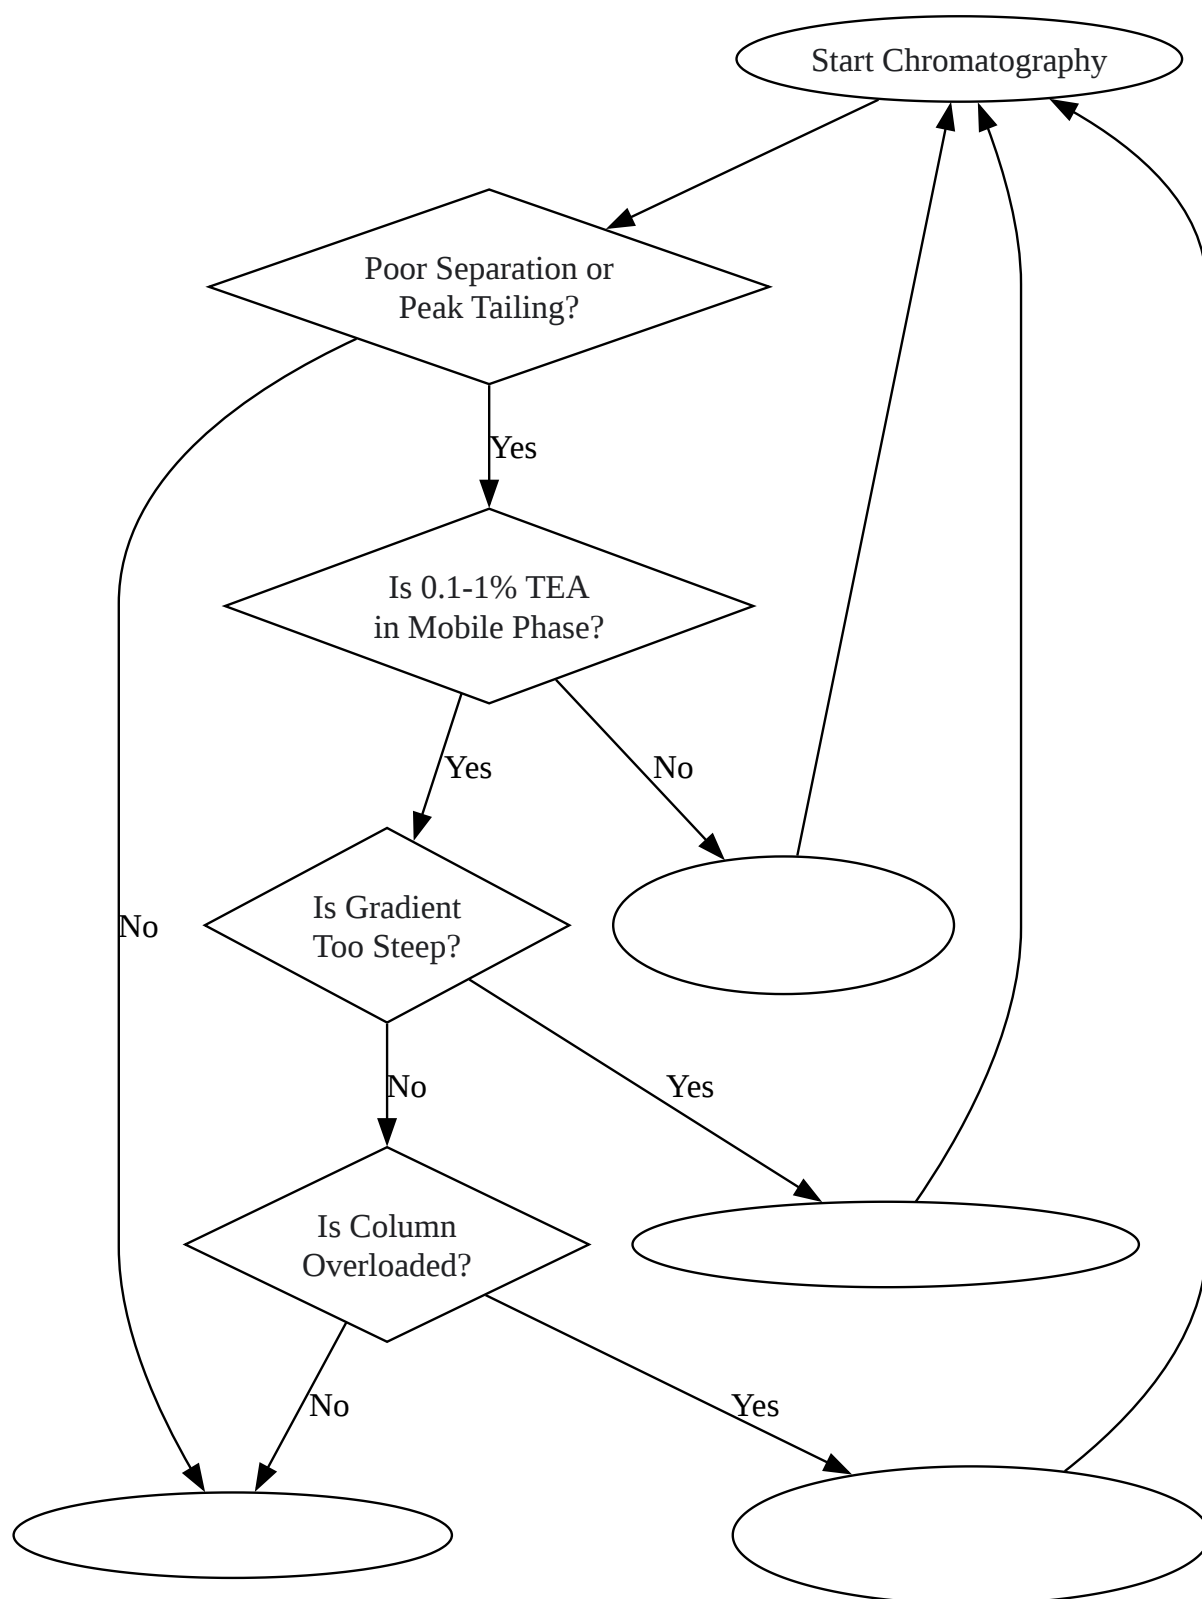 Start Chromatography
Poor Separation or
Peak Tailing?
Yes
Is 0.1-1% TEA
in Mobile Phase?
Yes
No
Is Gradient
Too Steep?
No
No
Yes
Is Column
Overloaded?
No
Yes